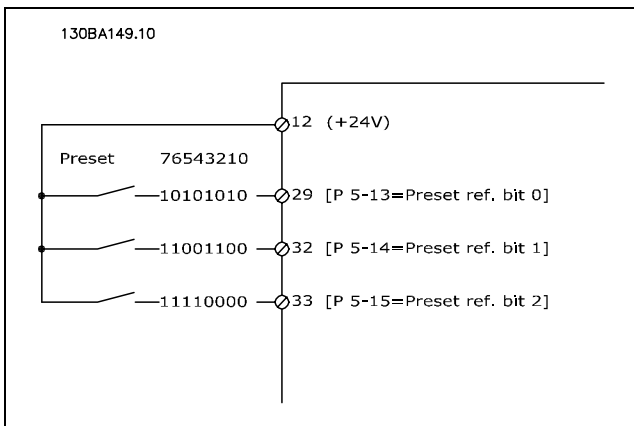 130BA149.10
12 (+24V)
Preset 76543210
10101010 29 [P 5-13=Preset ref. bit 0]
11001100 32 [P 5-14=Preset ref. bit 1]
11110000 33 [P 5-15=Preset ref. bit 2]